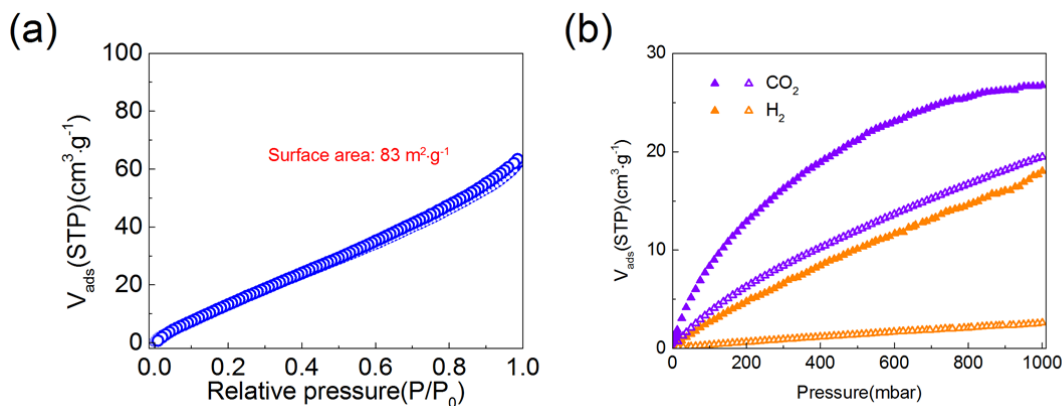 (a)
100
80
60
40
20
0
V_ads(STP)(cm³·g⁻¹)
Surface area: 83 m²·g⁻¹
0.0 0.2 0.4 0.6 0.8 1.0
Relative pressure(P/P₀)
(b)
30
20
10
0
V_ads(STP)(cm³·g⁻¹)
CO₂
H₂
0 200 400 600 800 1000
Pressure(mbar)